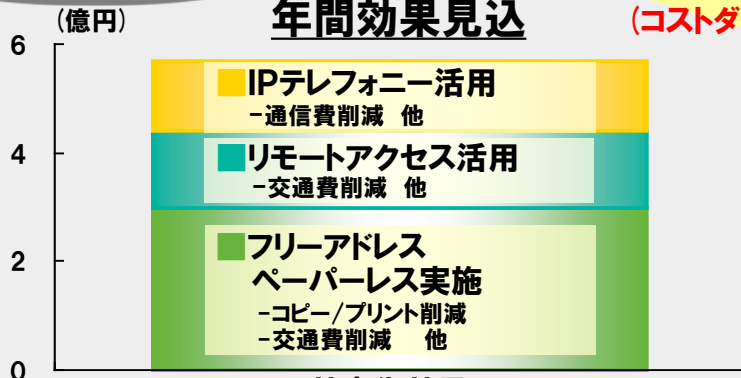 (億円)
年間効果見込
(コストダ
6
■IPテレフォニー活用
-通信費削減 他
4
■リモートアクセス活用
-交通費削減 他
2
■フリーアドレス
ペーパーレス実施
-コピー/プリント削減
-交通費削減 他
0